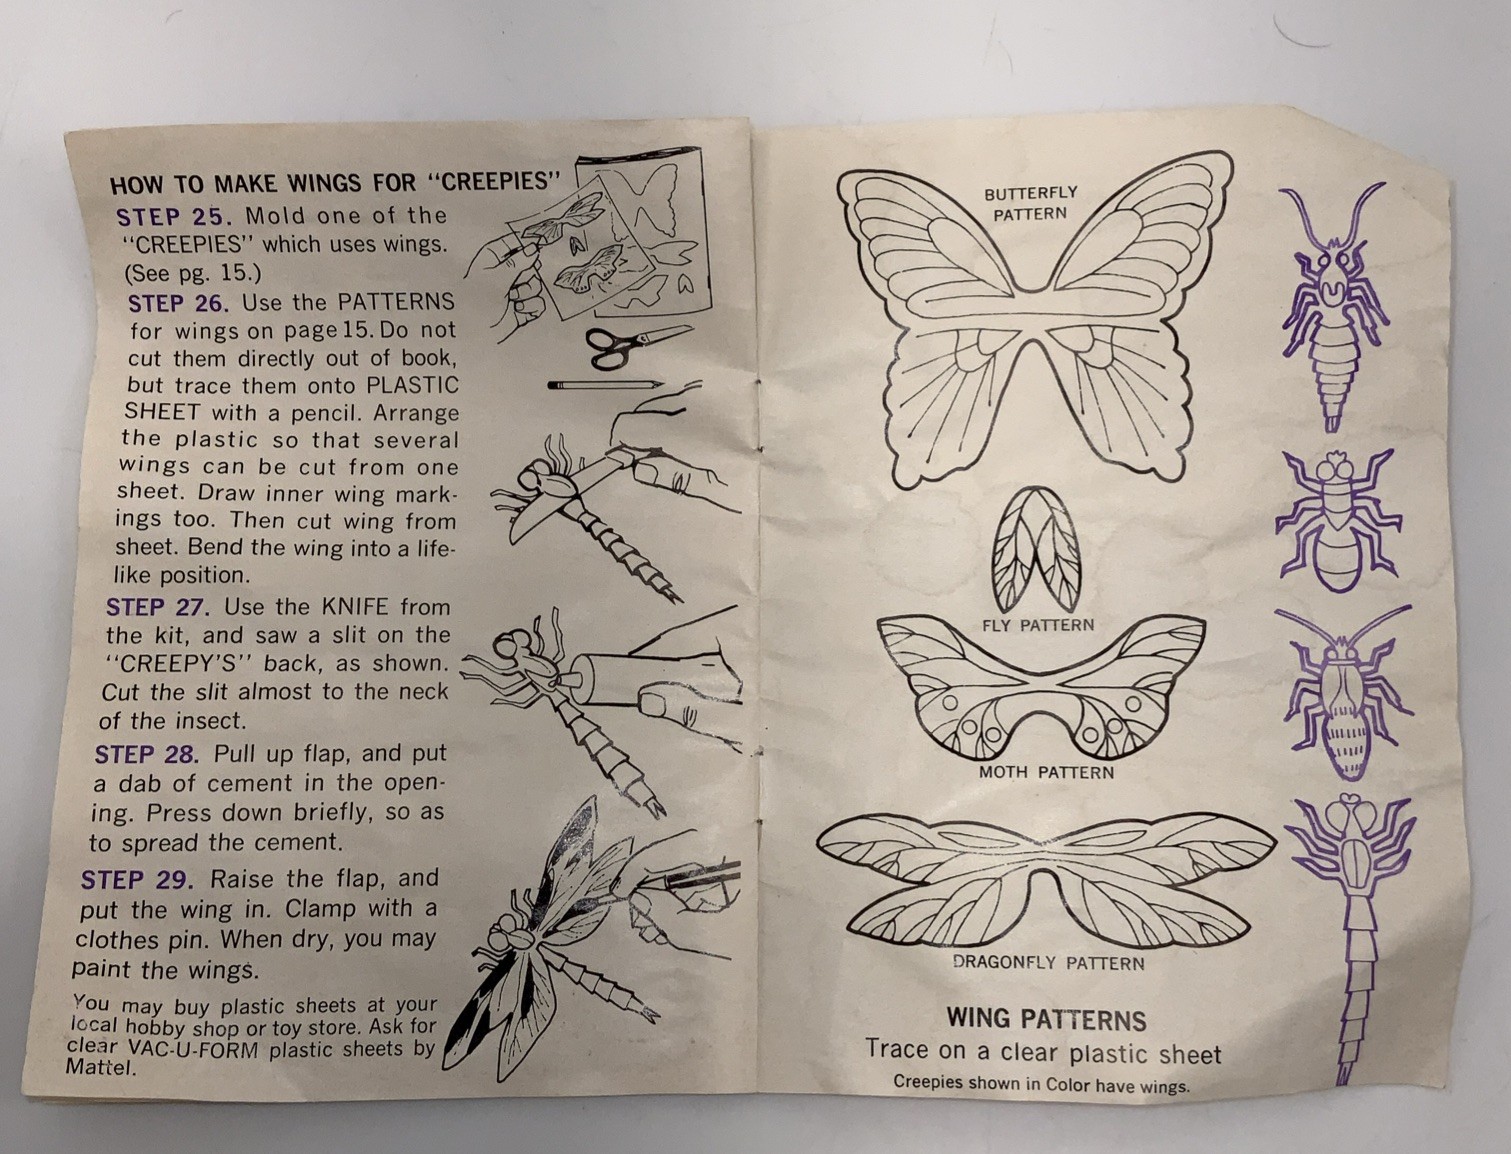 HOW TO MAKE WINGS FOR “CREEPIES”
STEP 25. Mold one of the
“CREEPIES” which uses wings.
(See pg. 15.)
STEP 26. Use the PATTERNS
for wings on page 15. Do not
cut them directly out of book,
but trace them onto PLASTIC
SHEET with a pencil. Arrange
the plastic so that several
wings can be cut from one
sheet. Draw inner wing mark-
ings too. Then cut wing from
sheet. Bend the wing into a life-
like position.
STEP 27. Use the KNIFE from
the kit, and saw a slit on the
“CREEPY’S” back, as shown.
Cut the slit almost to the neck
of the insect.
STEP 28. Pull up flap, and put
a dab of cement in the open-
ing. Press down briefly, so as
to spread the cement.
STEP 29. Raise the flap, and
put the wing in. Clamp with a
clothes pin. When dry, you may
paint the wings.
You may buy plastic sheets at your
local hobby shop or toy store. Ask for
clear VAC-U-FORM plastic sheets by
Mattel.
BUTTERFLY
PATTERN
FLY PATTERN
MOTH PATTERN
DRAGONFLY PATTERN
WING PATTERNS
Trace on a clear plastic sheet
Creepies shown in Color have wings.